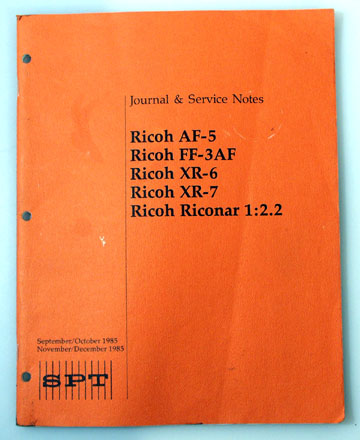 Journal & Service Notes
Ricoh AF-5
Ricoh FF-3AF
Ricoh XR-6
Ricoh XR-7
Ricoh Riconar 1:2.2
September/October 1985
November/December 1985
SPT